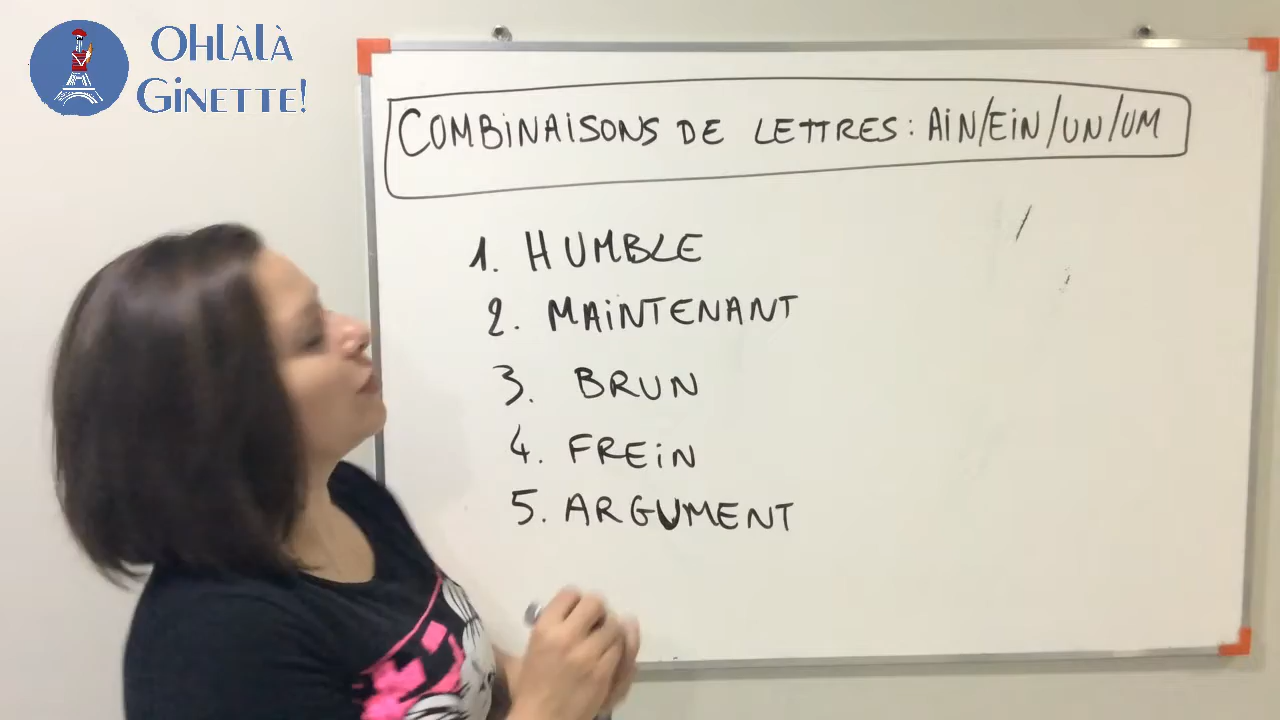 OHLÀLÀ
GINETTE!
COMBINAISONS DE LETTRES: AIN/EIN/UN/UM
1. HUMBLE
2. MAINTENANT
3. BRUN
4. FREIN
5. ARGUMENT